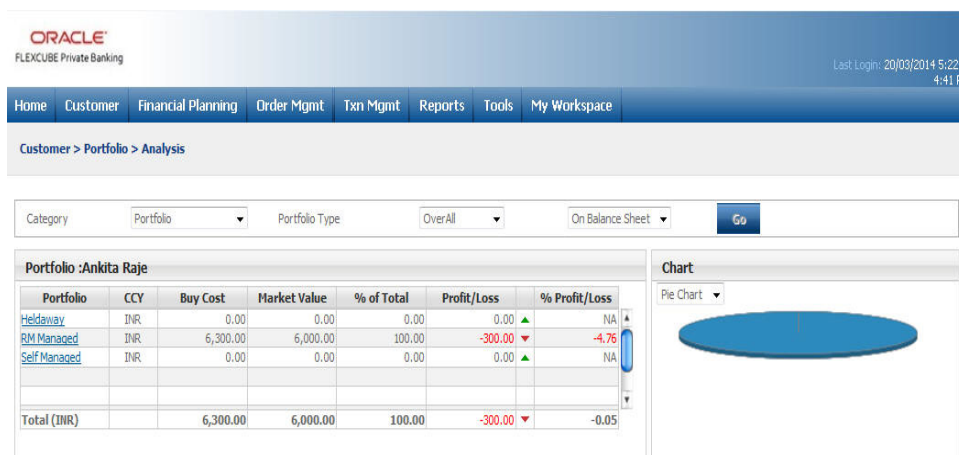 ORACLE
FLEXCUBE Private Banking
Last Login: 20/03/2014 5:22
4:41 P
Home Customer Financial Planning Order Mgmt Txn Mgmt Reports Tools My Workspace
Customer > Portfolio > Analysis
Category Portfolio Portfolio Type OverAll On Balance Sheet Go
Portfolio :Ankita Raje
Portfolio CCY Buy Cost Market Value % of Total Profit/Loss % Profit/Loss
Heldaway INR 0.00 0.00 0.00 0.00 NA
RM Managed INR 6,300.00 6,000.00 100.00 -300.00 -4.76
Self Managed INR 0.00 0.00 0.00 0.00 NA
Total (INR) 6,300.00 6,000.00 100.00 -300.00 -0.05
Chart
Pie Chart